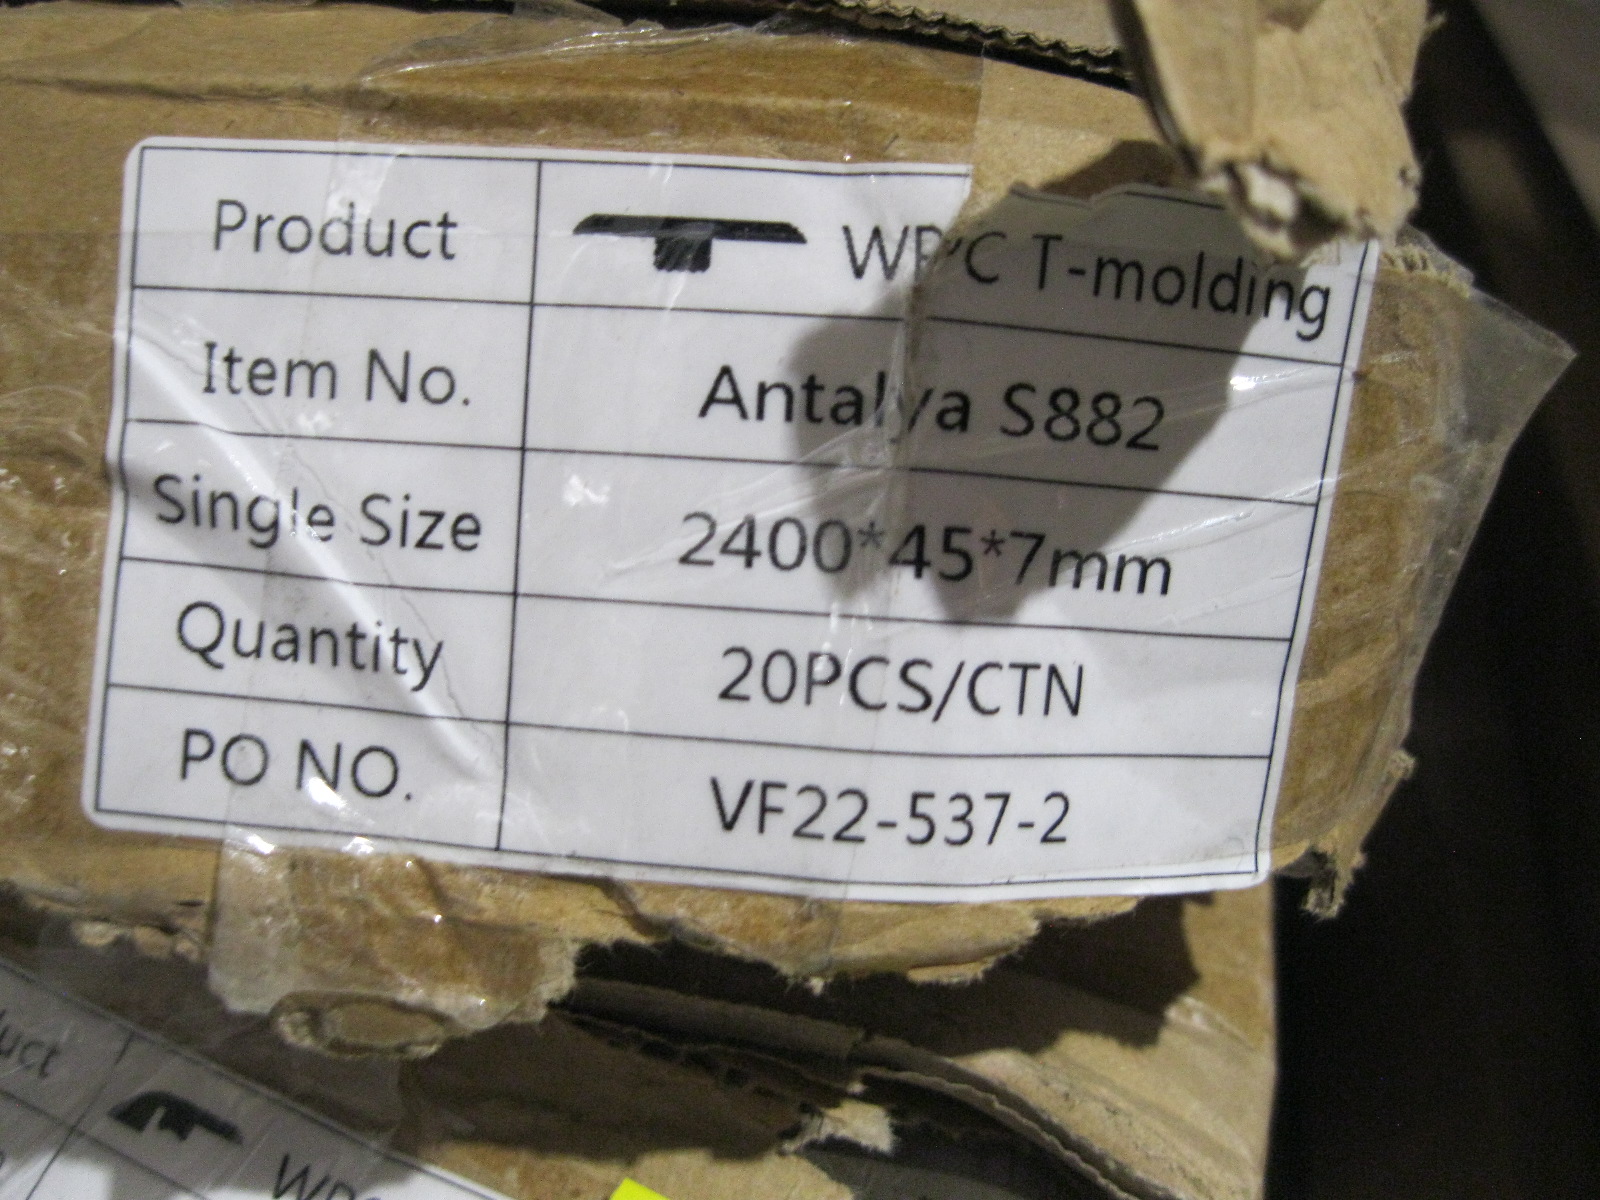 Product WPC T-molding
Item No. Antalya S882
Single Size 2400*45*7mm
Quantity 20PCS/CTN
PO NO. VF22-537-2